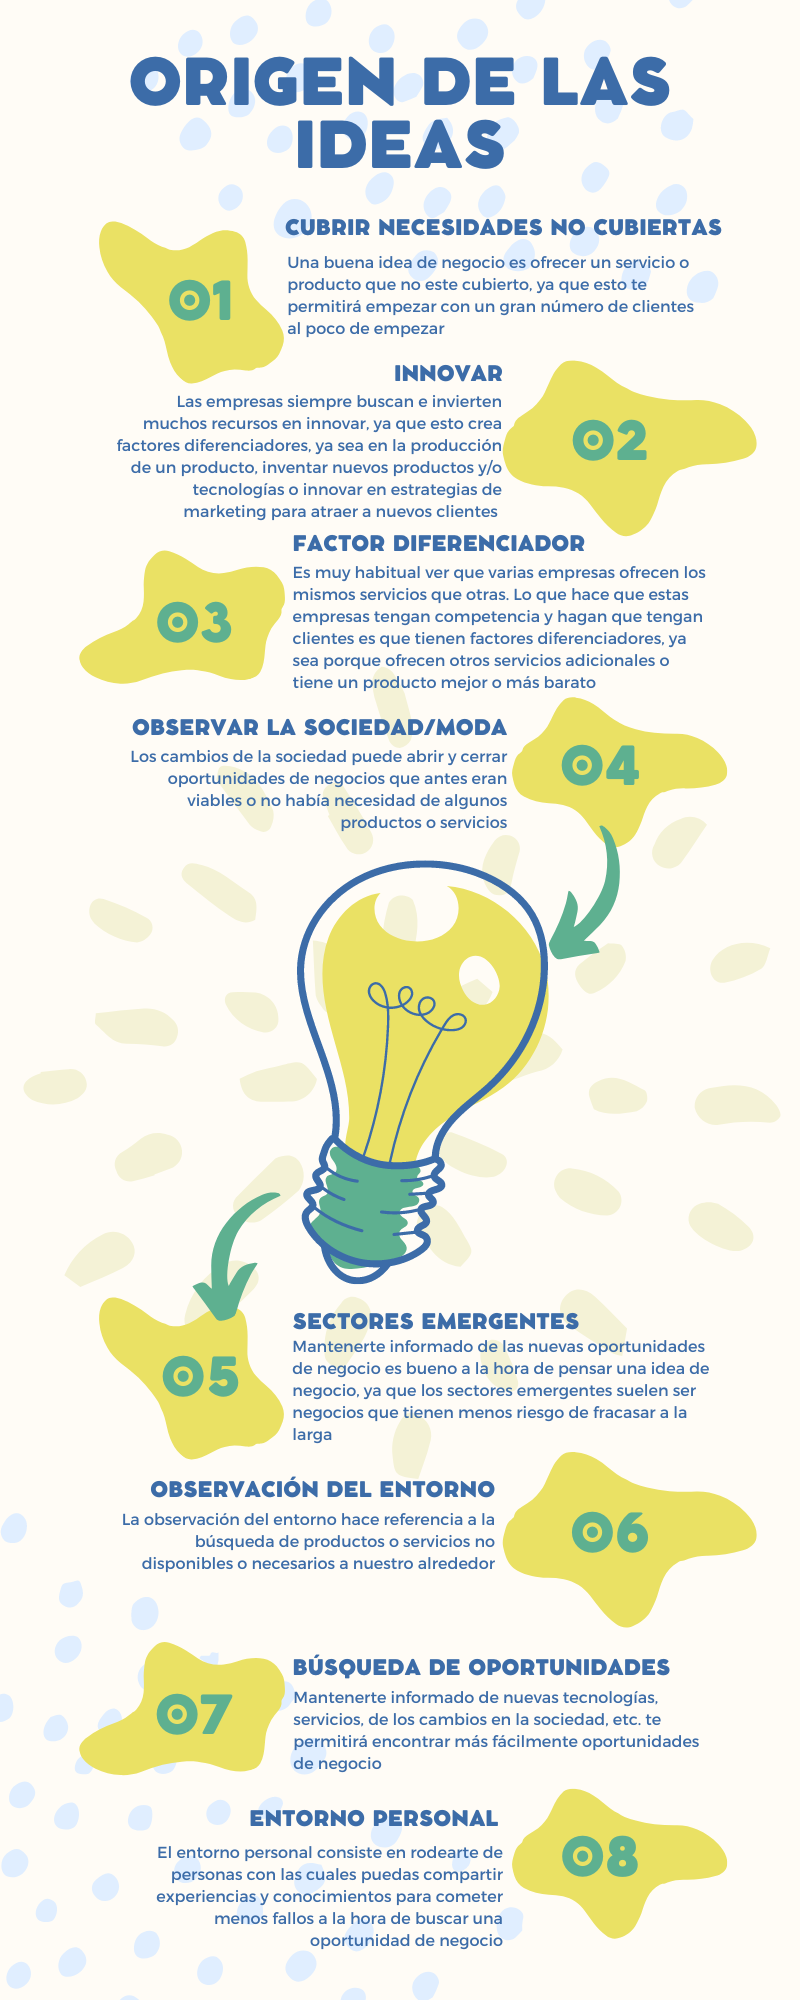 ORIGEN DE LAS
IDEAS
01
CUBRIR NECESIDADES NO CUBIERTAS
Una buena idea de negocio es ofrecer un servicio o
producto que no este cubierto, ya que esto te
permitirá empezar con un gran número de clientes
al poco de empezar
INNOVAR
Las empresas siempre buscan e invierten
muchos recursos en innovar, ya que esto crea
factores diferenciadores, ya sea en la producción
de un producto, inventar nuevos productos y/o
tecnologías o innovar en estrategias de
marketing para atraer a nuevos clientes
02
FACTOR DIFERENCIADOR
Es muy habitual ver que varias empresas ofrecen los
mismos servicios que otras. Lo que hace que estas
empresas tengan competencia y hagan que tengan
clientes es que tienen factores diferenciadores, ya
sea porque ofrecen otros servicios adicionales o
tiene un producto mejor o más barato
03
OBSERVAR LA SOCIEDAD/MODA
Los cambios de la sociedad puede abrir y cerrar
oportunidades de negocios que antes eran
viables o no había necesidad de algunos
productos o servicios
04
05
SECTORES EMERGENTES
Mantenerte informado de las nuevas oportunidades
de negocio es bueno a la hora de pensar una idea de
negocio, ya que los sectores emergentes suelen ser
negocios que tienen menos riesgo de fracasar a la
larga
OBSERVACIÓN DEL ENTORNO
La observación del entorno hace referencia a la
búsqueda de productos o servicios no
disponibles o necesarios a nuestro alrededor
06
07
BÚSQUEDA DE OPORTUNIDADES
Mantenerte informado de nuevas tecnologías,
servicios, de los cambios en la sociedad, etc. te
permitirá encontrar más fácilmente oportunidades
de negocio
ENTORNO PERSONAL
El entorno personal consiste en rodearte de
personas con las cuales puedas compartir
experiencias y conocimientos para cometer
menos fallos a la hora de buscar una
oportunidad de negocio
08